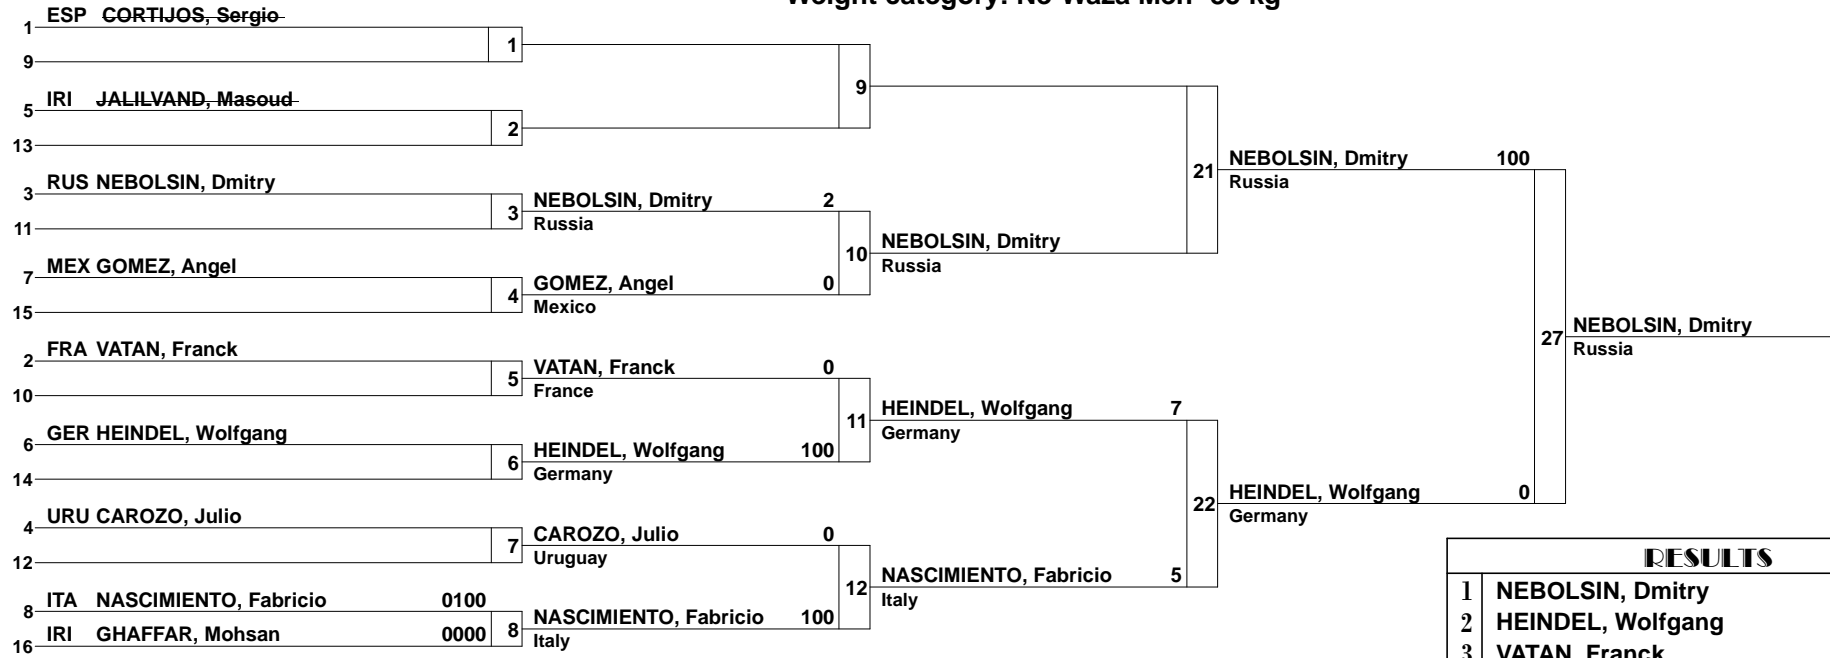 Weight category: Ne-Waza Men -85 kg
1 ESP CORTIJOS, Sergio
9
1
5 IRI JALILVAND, Masoud
13
2
9
3 RUS NEBOLSIN, Dmitry
11
3
NEBOLSIN, Dmitry 2
Russia
7 MEX GOMEZ, Angel
15
4
GOMEZ, Angel 0
Mexico
10
NEBOLSIN, Dmitry
Russia
21
NEBOLSIN, Dmitry 100
Russia
2 FRA VATAN, Franck
10
5
VATAN, Franck 0
France
6 GER HEINDEL, Wolfgang
14
6
HEINDEL, Wolfgang 100
Germany
11
HEINDEL, Wolfgang 7
Germany
4 URU CAROZO, Julio
12
7
CAROZO, Julio 0
Uruguay
8 ITA NASCIMIENTO, Fabricio 0100
16 IRI GHAFFAR, Mohsan 0000
8
NASCIMIENTO, Fabricio 100
Italy
12
NASCIMIENTO, Fabricio 5
Italy
22
HEINDEL, Wolfgang 0
Germany
27
NEBOLSIN, Dmitry
Russia
RESULTS
1 NEBOLSIN, Dmitry
2 HEINDEL, Wolfgang
3 VATAN, Franck